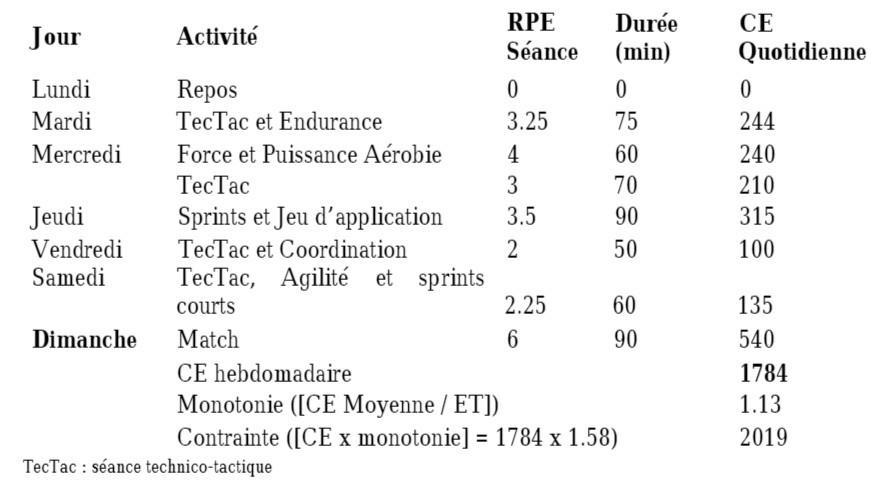 Jour Activité RPE Séance Durée (min) CE Quotidienne
Lundi Repos 0 0 0
Mardi TecTac et Endurance 3.25 75 244
Mercredi Force et Puissance Aérobie 4 60 240
TecTac 3 70 210
Jeudi Sprints et Jeu d’application 3.5 90 315
Vendredi TecTac et Coordination 2 50 100
Samedi TecTac, Agilité et sprints
courts 2.25 60 135
Dimanche Match 6 90 540
CE hebdomadaire 1784
Monotonie ([CE Moyenne / ET]) 1.13
Contrainte ([CE x monotonie] = 1784 x 1.58) 2019
TecTac : séance technico-tactique